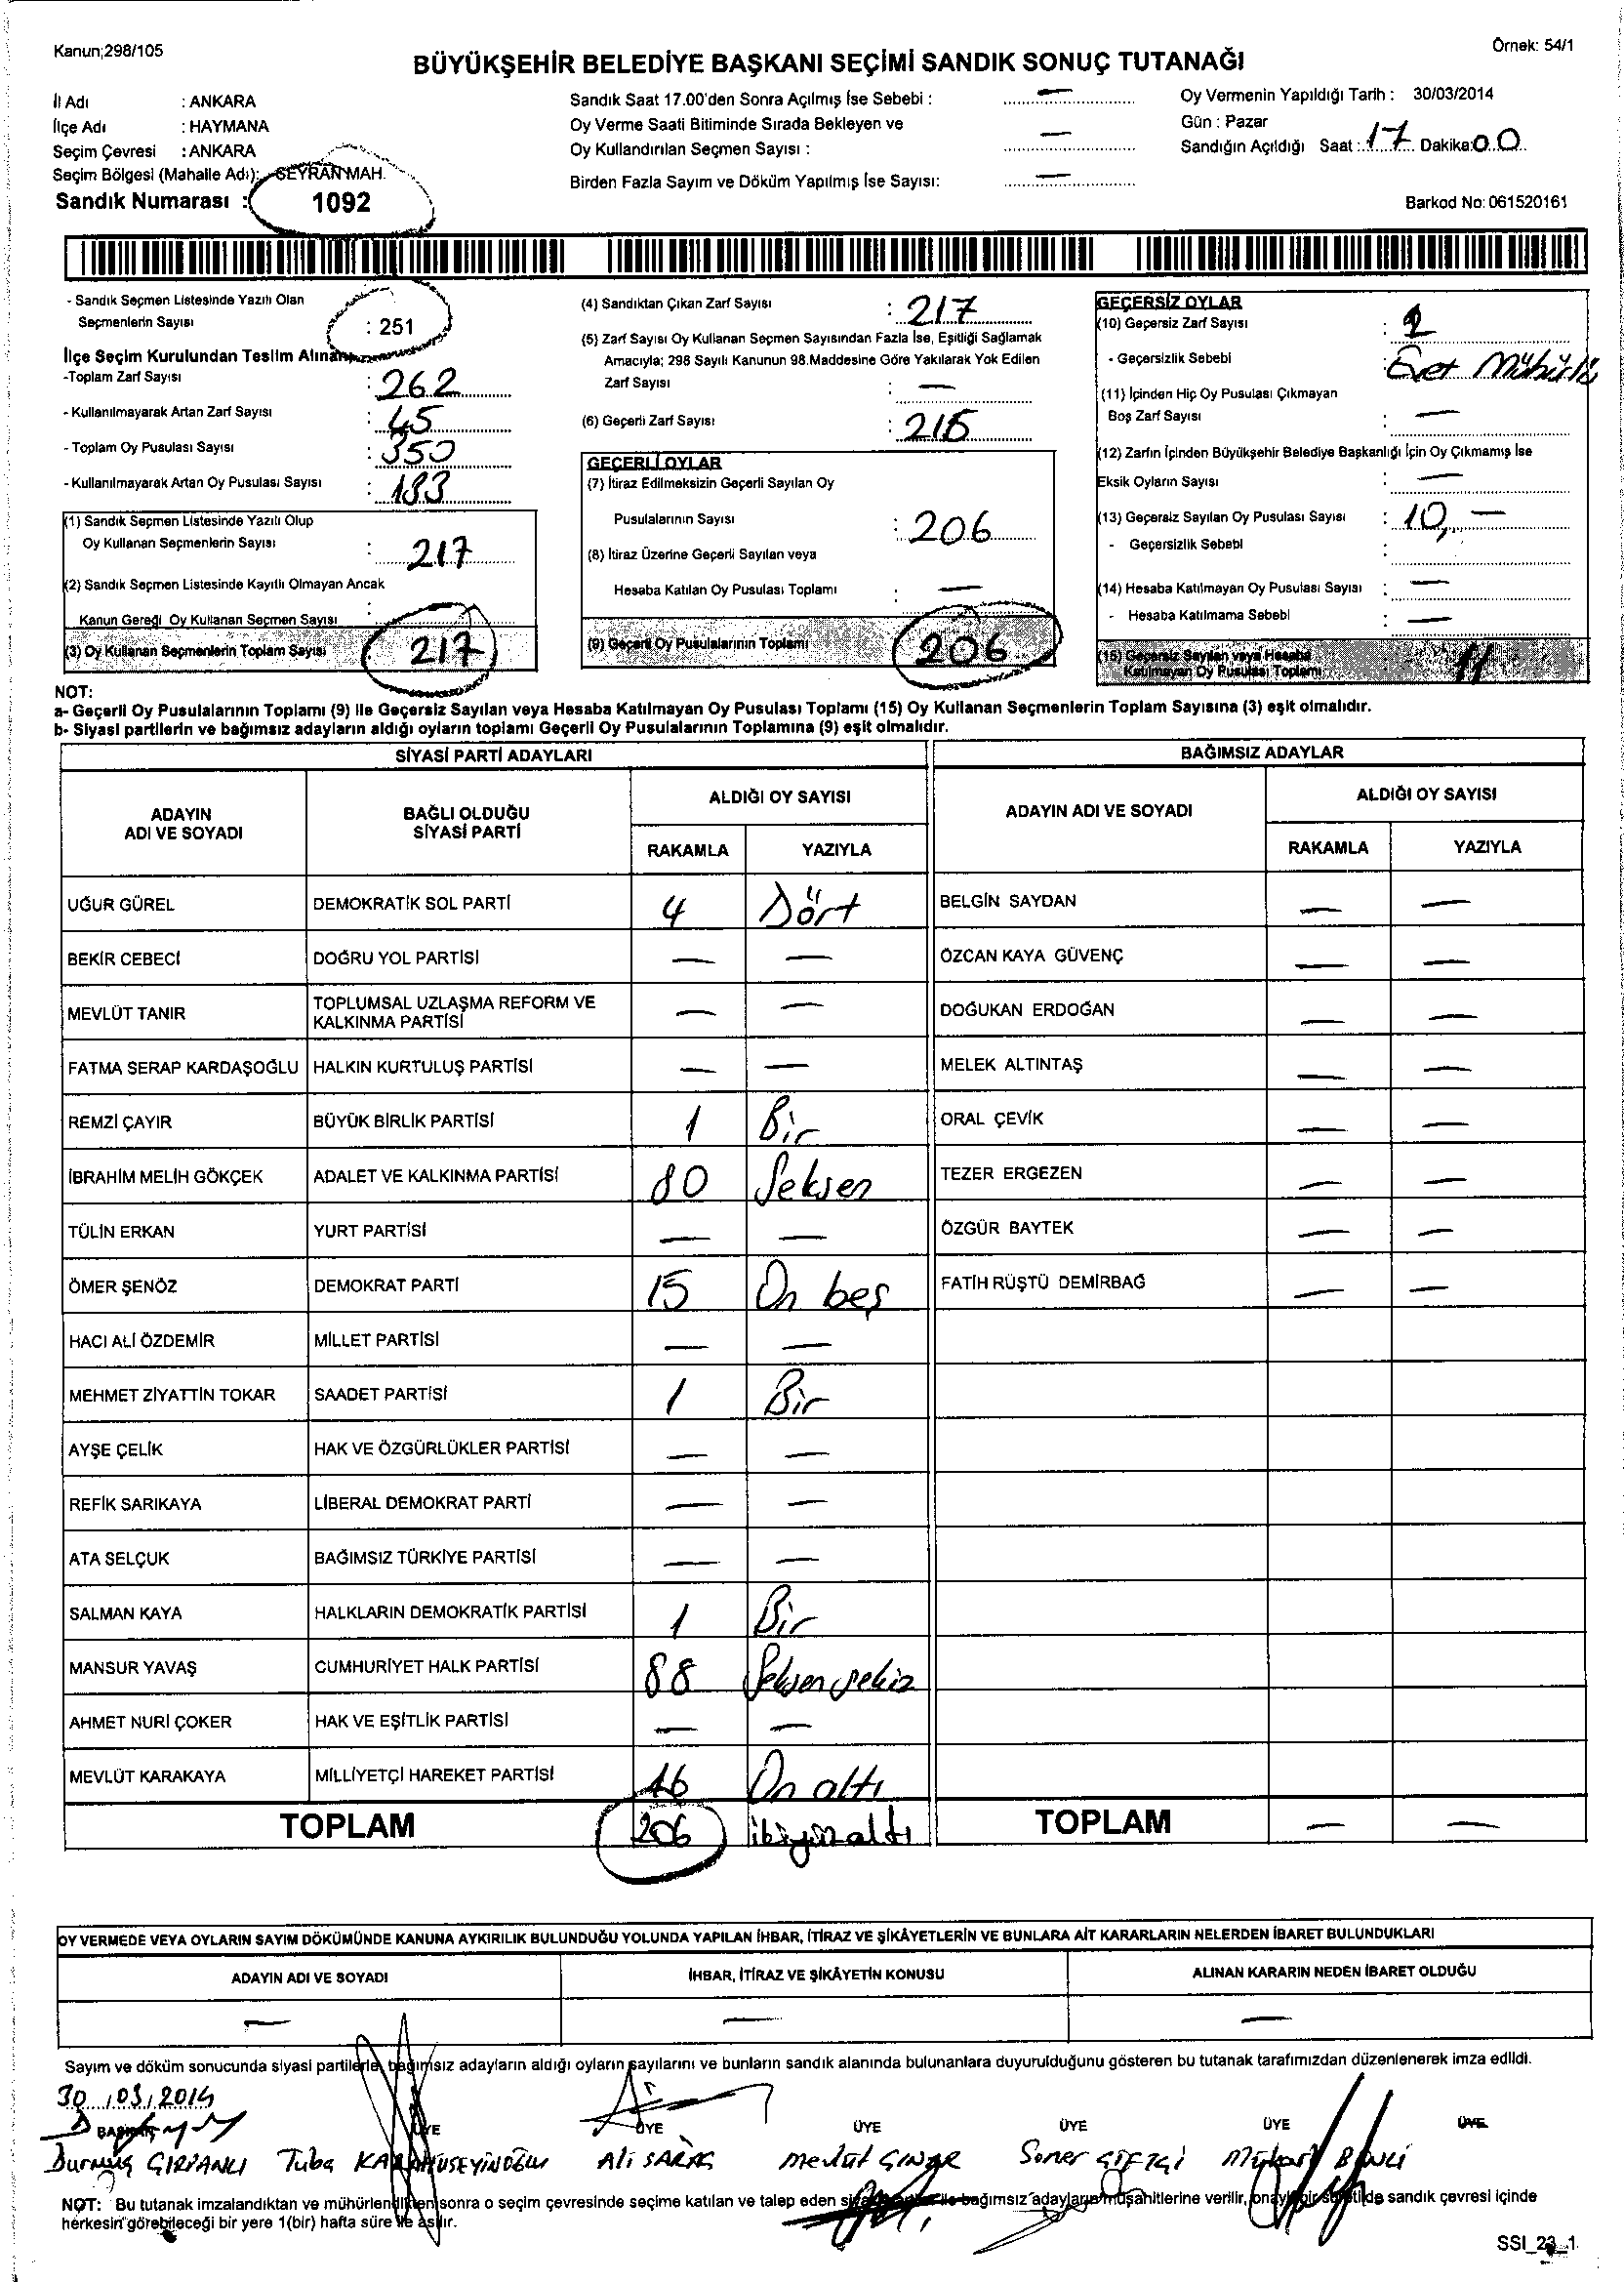 Kanun;298/105
Örnek: 54/1
BÜYÜKŞEHİR BELEDİYE BAŞKANI SEÇİMİ SANDIK SONUÇ TUTANAĞI
İl Adı : ANKARA
İlçe Adı : HAYMANA
Seçim Çevresi : ANKARA
Seçim Bölgesi (Mahalle Adı): SEYRAN MAH.
Sandık Numarası : 1092
Sandık Saat 17.00'den Sonra Açılmış İse Sebebi : —
Oy Verme Saati Bitiminde Sırada Bekleyen ve
Oy Kullandırılan Seçmen Sayısı : —
Birden Fazla Sayım ve Döküm Yapılmış İse Sayısı: —
Oy Vermenin Yapıldığı Tarih : 30/03/2014
Gün : Pazar
Sandığın Açıldığı Saat : 17 Dakika: 00
Barkod No: 061520161
- Sandık Seçmen Listesinde Yazılı Olan
Seçmenlerin Sayısı : 251
İlçe Seçim Kurulundan Teslim Alınan
-Toplam Zarf Sayısı : 262
- Kullanılmayarak Artan Zarf Sayısı : 45
- Toplam Oy Pusulası Sayısı : 350
- Kullanılmayarak Artan Oy Pusulası Sayısı : 133
(1) Sandık Seçmen Listesinde Yazılı Olup
Oy Kullanan Seçmenlerin Sayısı : 217
(2) Sandık Seçmen Listesinde Kayıtlı Olmayan Ancak
Kanun Gereği Oy Kullanan Seçmen Sayısı :
(3) Oy Kullanan Seçmenlerin Toplam Sayısı 217
(4) Sandıktan Çıkan Zarf Sayısı : 217
(5) Zarf Sayısı Oy Kullanan Seçmen Sayısından Fazla İse, Eşitliği Sağlamak
Amacıyla; 298 Sayılı Kanunun 98.Maddesine Göre Yakılarak Yok Edilen
Zarf Sayısı : —
(6) Geçerli Zarf Sayısı :
GEÇERLİ OYLAR
(7) İtiraz Edilmeksizin Geçerli Sayılan Oy
Pusulalarının Sayısı : 206
(8) İtiraz Üzerine Geçerli Sayılan veya
Hesaba Katılan Oy Pusulası Toplamı : —
(9) Geçerli Oy Pusulalarının Toplamı 206
GEÇERSİZ OYLAR
(10) Geçersiz Zarf Sayısı :
- Geçersizlik Sebebi : Evet Mühürlü
(11) İçinden Hiç Oy Pusulası Çıkmayan
Boş Zarf Sayısı : —
(12) Zarfın İçinden Büyükşehir Belediye Başkanlığı İçin Oy Çıkmamış İse
Eksik Oyların Sayısı : —
(13) Geçersiz Sayılan Oy Pusulası Sayısı : 10, —
- Geçersizlik Sebebi :
(14) Hesaba Katılmayan Oy Pusulası Sayısı : —
- Hesaba Katılmama Sebebi : —
(15) Geçersiz Sayılan veya Hesaba
Katılmayan Oy Pusulası Toplamı : 11
NOT:
a- Geçerli Oy Pusulalarının Toplamı (9) İle Geçersiz Sayılan veya Hesaba Katılmayan Oy Pusulası Toplamı (15) Oy Kullanan Seçmenlerin Toplam Sayısına (3) eşit olmalıdır.
b- Siyasi partilerin ve bağımsız adayların aldığı oyların toplamı Geçerli Oy Pusulalarının Toplamına (9) eşit olmalıdır.
SİYASİ PARTİ ADAYLARI
ADAYIN
ADI VE SOYADI
BAĞLI OLDUĞU
SİYASİ PARTİ
ALDIĞI OY SAYISI
RAKAMLA YAZIYLA
UĞUR GÜREL DEMOKRATİK SOL PARTİ 4 Dört
BEKİR CEBECİ DOĞRU YOL PARTİSİ — —
MEVLÜT TANIR TOPLUMSAL UZLAŞMA REFORM VE
KALKINMA PARTİSİ — —
FATMA SERAP KARDAŞOĞLU HALKIN KURTULUŞ PARTİSİ — —
REMZİ ÇAYIR BÜYÜK BİRLİK PARTİSİ 1 Bir
İBRAHİM MELİH GÖKÇEK ADALET VE KALKINMA PARTİSİ 80 Seksen
TÜLİN ERKAN YURT PARTİSİ — —
ÖMER ŞENÖZ DEMOKRAT PARTİ 15 On beş
HACI ALİ ÖZDEMİR MİLLET PARTİSİ — —
MEHMET ZİYATTİN TOKAR SAADET PARTİSİ 1 Bir
AYŞE ÇELİK HAK VE ÖZGÜRLÜKLER PARTİSİ — —
REFİK SARIKAYA LİBERAL DEMOKRAT PARTİ — —
ATA SELÇUK BAĞIMSIZ TÜRKİYE PARTİSİ — —
SALMAN KAYA HALKLARIN DEMOKRATİK PARTİSİ 1 Bir
MANSUR YAVAŞ CUMHURİYET HALK PARTİSİ 88 Seksen sekiz
AHMET NURİ ÇOKER HAK VE EŞİTLİK PARTİSİ — —
MEVLÜT KARAKAYA MİLLİYETÇİ HAREKET PARTİSİ 16 On altı
TOPLAM 206 ikiyüzaltı
BAĞIMSIZ ADAYLAR
ADAYIN ADI VE SOYADI
ALDIĞI OY SAYISI
RAKAMLA YAZIYLA
BELGİN SAYDAN — —
ÖZCAN KAYA GÜVENÇ — —
DOĞUKAN ERDOĞAN — —
MELEK ALTINTAŞ — —
ORAL ÇEVİK — —
TEZER ERGEZEN — —
ÖZGÜR BAYTEK — —
FATİH RÜŞTÜ DEMİRBAĞ — —
TOPLAM — —
OY VERMEDE VEYA OYLARIN SAYIM DÖKÜMÜNDE KANUNA AYKIRILIK BULUNDUĞU YOLUNDA YAPILAN İHBAR, İTİRAZ VE ŞİKÂYETLERİN VE BUNLARA AİT KARARLARIN NELERDEN İBARET BULUNDUKLARI
ADAYIN ADI VE SOYADI İHBAR, İTİRAZ VE ŞİKÂYETİN KONUSU ALINAN KARARIN NEDEN İBARET OLDUĞU
— — —
Sayım ve döküm sonucunda siyasi partilerle, bağımsız adayların aldığı oyların sayılarını ve bunların sandık alanında bulunanlara duyurulduğunu gösteren bu tutanak tarafımızdan düzenlenerek imza edildi.
30/03/2014
BAŞKAN ÜYE ÜYE ÜYE ÜYE ÜYE ÜYE
Durmuş Tuba KARAHÜSEYİNOĞLU Ali Mevlüt ÇINAR Soner ÇİFTÇİ
NOT: Bu tutanak imzalandıktan ve mühürlendikten sonra o seçim çevresinde seçime katılan ve talep eden bağımsız adayların müşahitlerine verilir, sandık çevresi içinde
herkesin görebileceği bir yere 1(bir) hafta süre ile asılır.
SSI_23_1